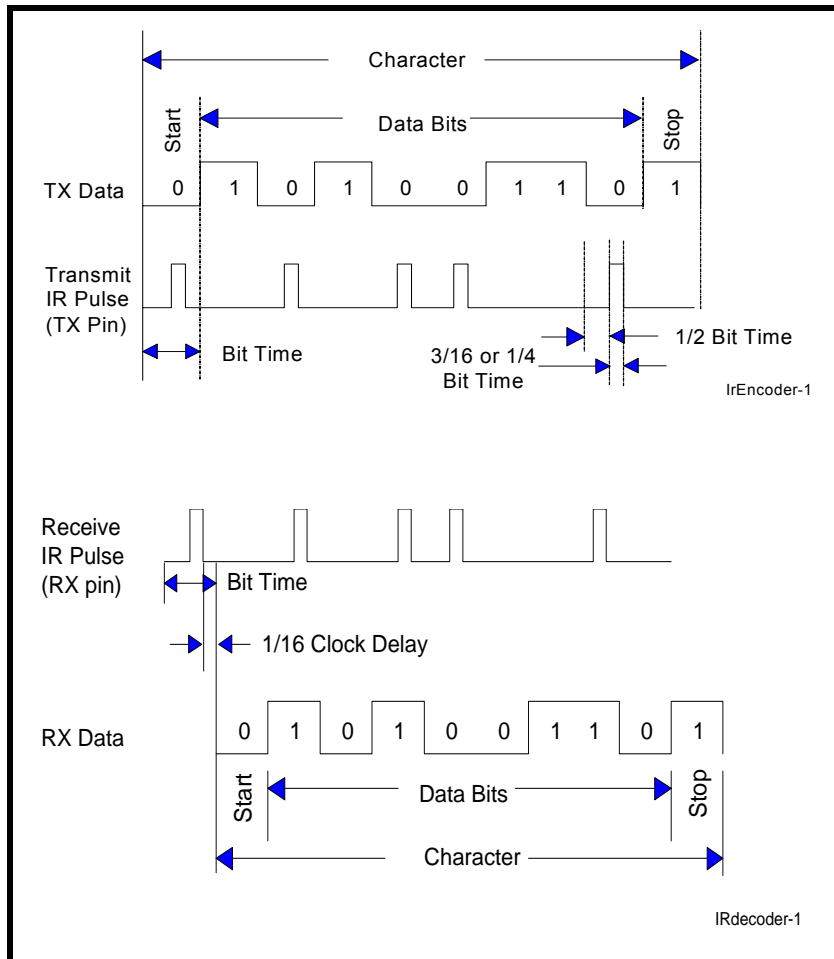 Character
Start
Data Bits
Stop
TX Data
0 1 0 1 0 0 1 1 0 1
Transmit
IR Pulse
(TX Pin)
Bit Time
3/16 or 1/4
Bit Time
1/2 Bit Time
IrEncoder-1
Receive
IR Pulse
(RX pin)
Bit Time
1/16 Clock Delay
RX Data
0 1 0 1 0 0 1 1 0 1
Start
Data Bits
Stop
Character
IRdecoder-1